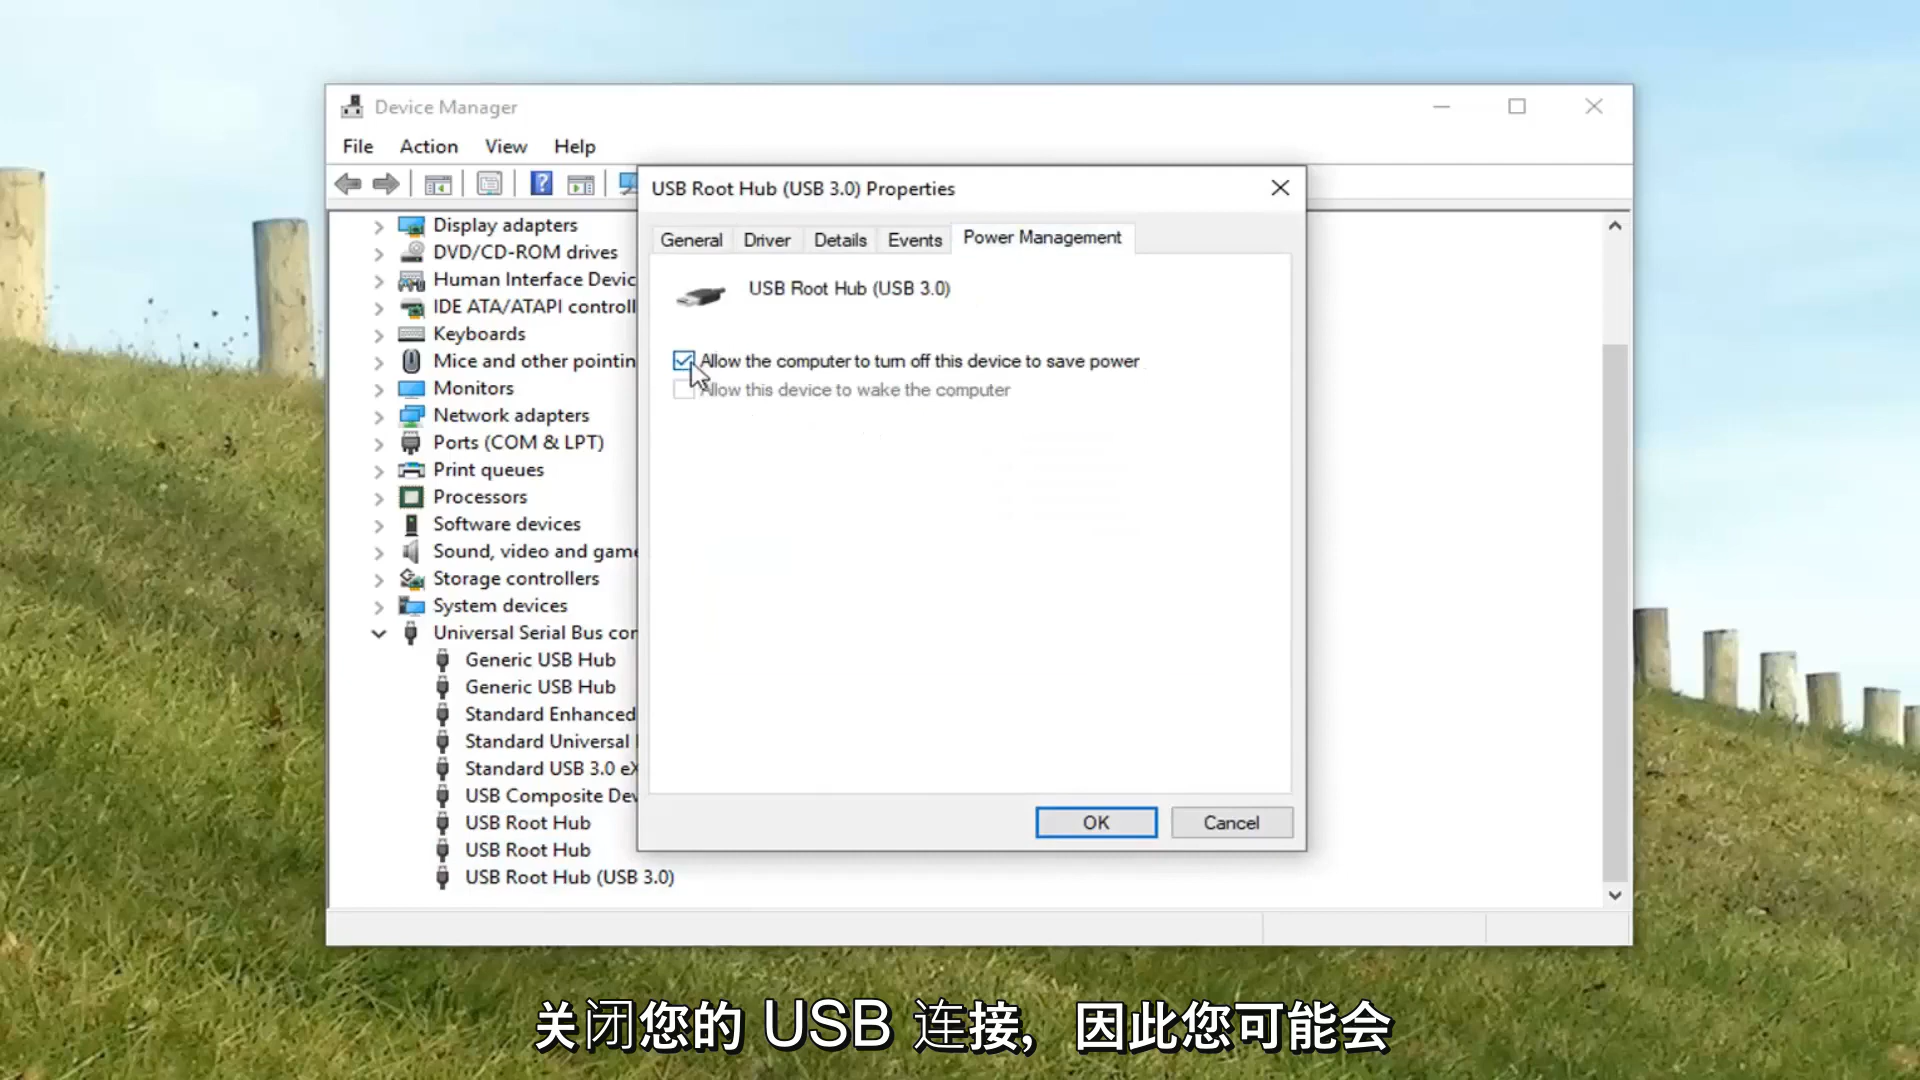 Device Manager
File Action View Help
USB Root Hub (USB 3.0) Properties
General Driver Details Events Power Management
USB Root Hub (USB 3.0)
Allow the computer to turn off this device to save power
Allow this device to wake the computer
OK Cancel
Display adapters
DVD/CD-ROM drives
Human Interface Devic
IDE ATA/ATAPI controll
Keyboards
Mice and other pointin
Monitors
Network adapters
Ports (COM & LPT)
Print queues
Processors
Software devices
Sound, video and game
Storage controllers
System devices
Universal Serial Bus con
Generic USB Hub
Generic USB Hub
Standard Enhanced
Standard Universal
Standard USB 3.0 eX
USB Composite Dev
USB Root Hub
USB Root Hub
USB Root Hub (USB 3.0)
关闭您的 USB 连接，因此您可能会